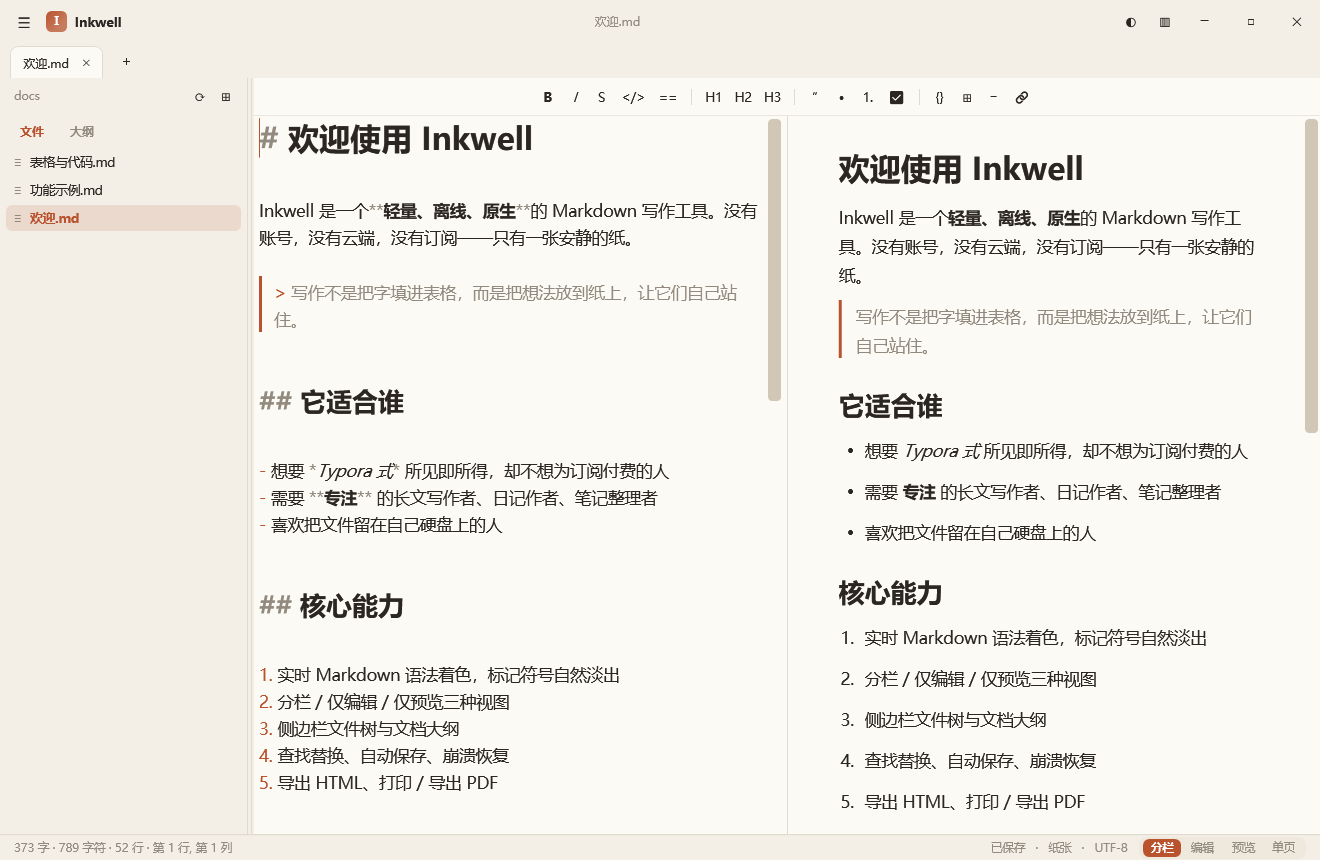 ☰ I Inkwell 欢迎.md
欢迎.md × +
docs
文件 大纲
表格与代码.md
功能示例.md
欢迎.md
B / S </> == H1 H2 H3 " • 1. {} −
# 欢迎使用 Inkwell
Inkwell 是一个**轻量、离线、原生**的 Markdown 写作工具。没有
账号，没有云端，没有订阅——只有一张安静的纸。
> 写作不是把字填进表格，而是把想法放到纸上，让它们自己站
住。
## 它适合谁
- 想要 *Typora 式* 所见即所得，却不想为订阅付费的人
- 需要 **专注** 的长文写作者、日记作者、笔记整理者
- 喜欢把文件留在自己硬盘上的人
## 核心能力
1. 实时 Markdown 语法着色，标记符号自然淡出
2. 分栏 / 仅编辑 / 仅预览三种视图
3. 侧边栏文件树与文档大纲
4. 查找替换、自动保存、崩溃恢复
5. 导出 HTML、打印 / 导出 PDF
欢迎使用 Inkwell
Inkwell 是一个轻量、离线、原生的 Markdown 写作工
具。没有账号，没有云端，没有订阅——只有一张安静的
纸。
写作不是把字填进表格，而是把想法放到纸上，让它们
自己站住。
它适合谁
• 想要 Typora 式 所见即所得，却不想为订阅付费的人
• 需要 专注 的长文写作者、日记作者、笔记整理者
• 喜欢把文件留在自己硬盘上的人
核心能力
1. 实时 Markdown 语法着色，标记符号自然淡出
2. 分栏 / 仅编辑 / 仅预览三种视图
3. 侧边栏文件树与文档大纲
4. 查找替换、自动保存、崩溃恢复
5. 导出 HTML、打印 / 导出 PDF
373 字 · 789 字符 · 52 行 · 第 1 行, 第 1 列
已保存 · 纸张 · UTF-8 分栏 编辑 预览 单页